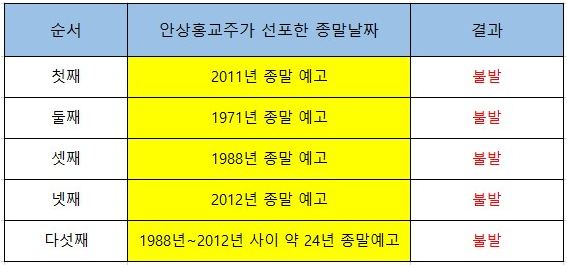 순서 안상홍교주가 선포한 종말날짜 결과
첫째 2011년 종말 예고 불발
둘째 1971년 종말 예고 불발
셋째 1988년 종말 예고 불발
넷째 2012년 종말 예고 불발
다섯째 1988년~2012년 사이 약 24년 종말예고 불발